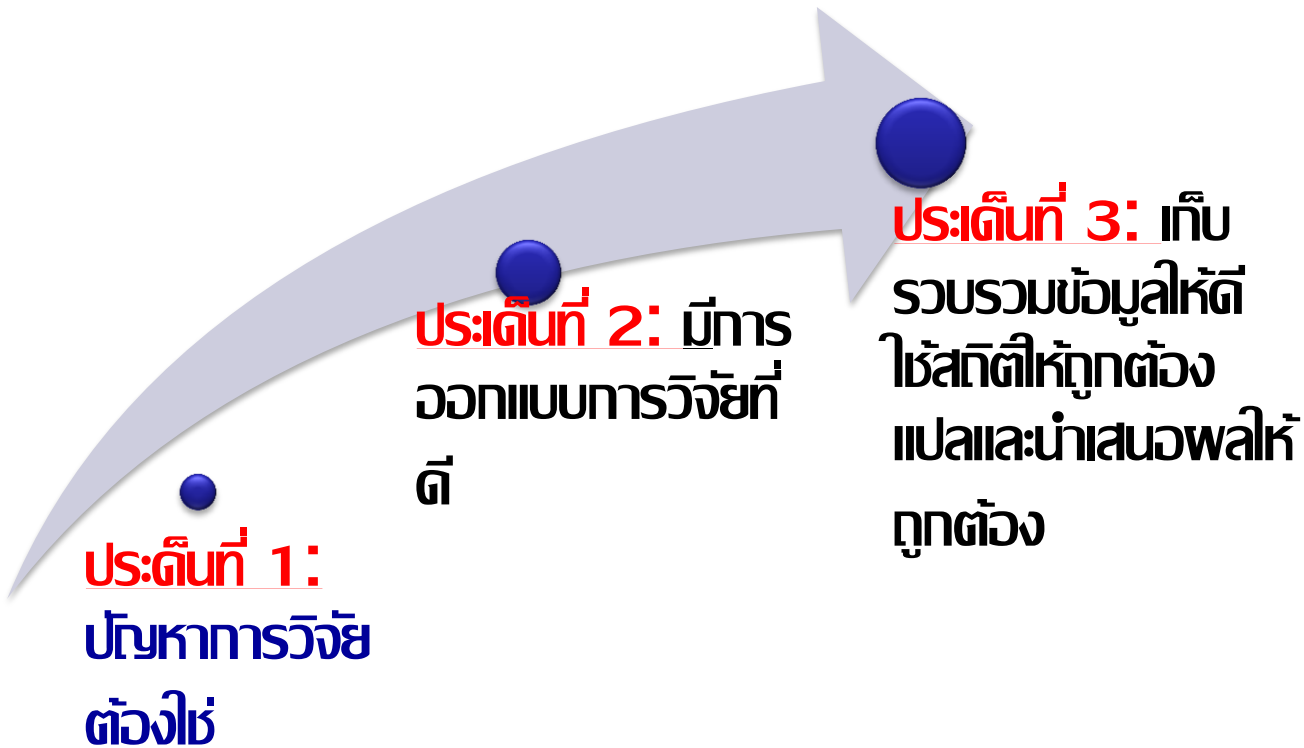 ประด็นที่ 1:
ปัญหาการวิจัย
ต้องใช่
ประเด็นที่ 2: มีการ
ออกแบบการวิจัยที่
ดี
ประเด็นที่ 3: เก็บ
รวบรวมข้อมูลให้ดี
ใช้สถิติให้ถูกต้อง
แปลและนำเสนอผลให้
ถูกต้อง